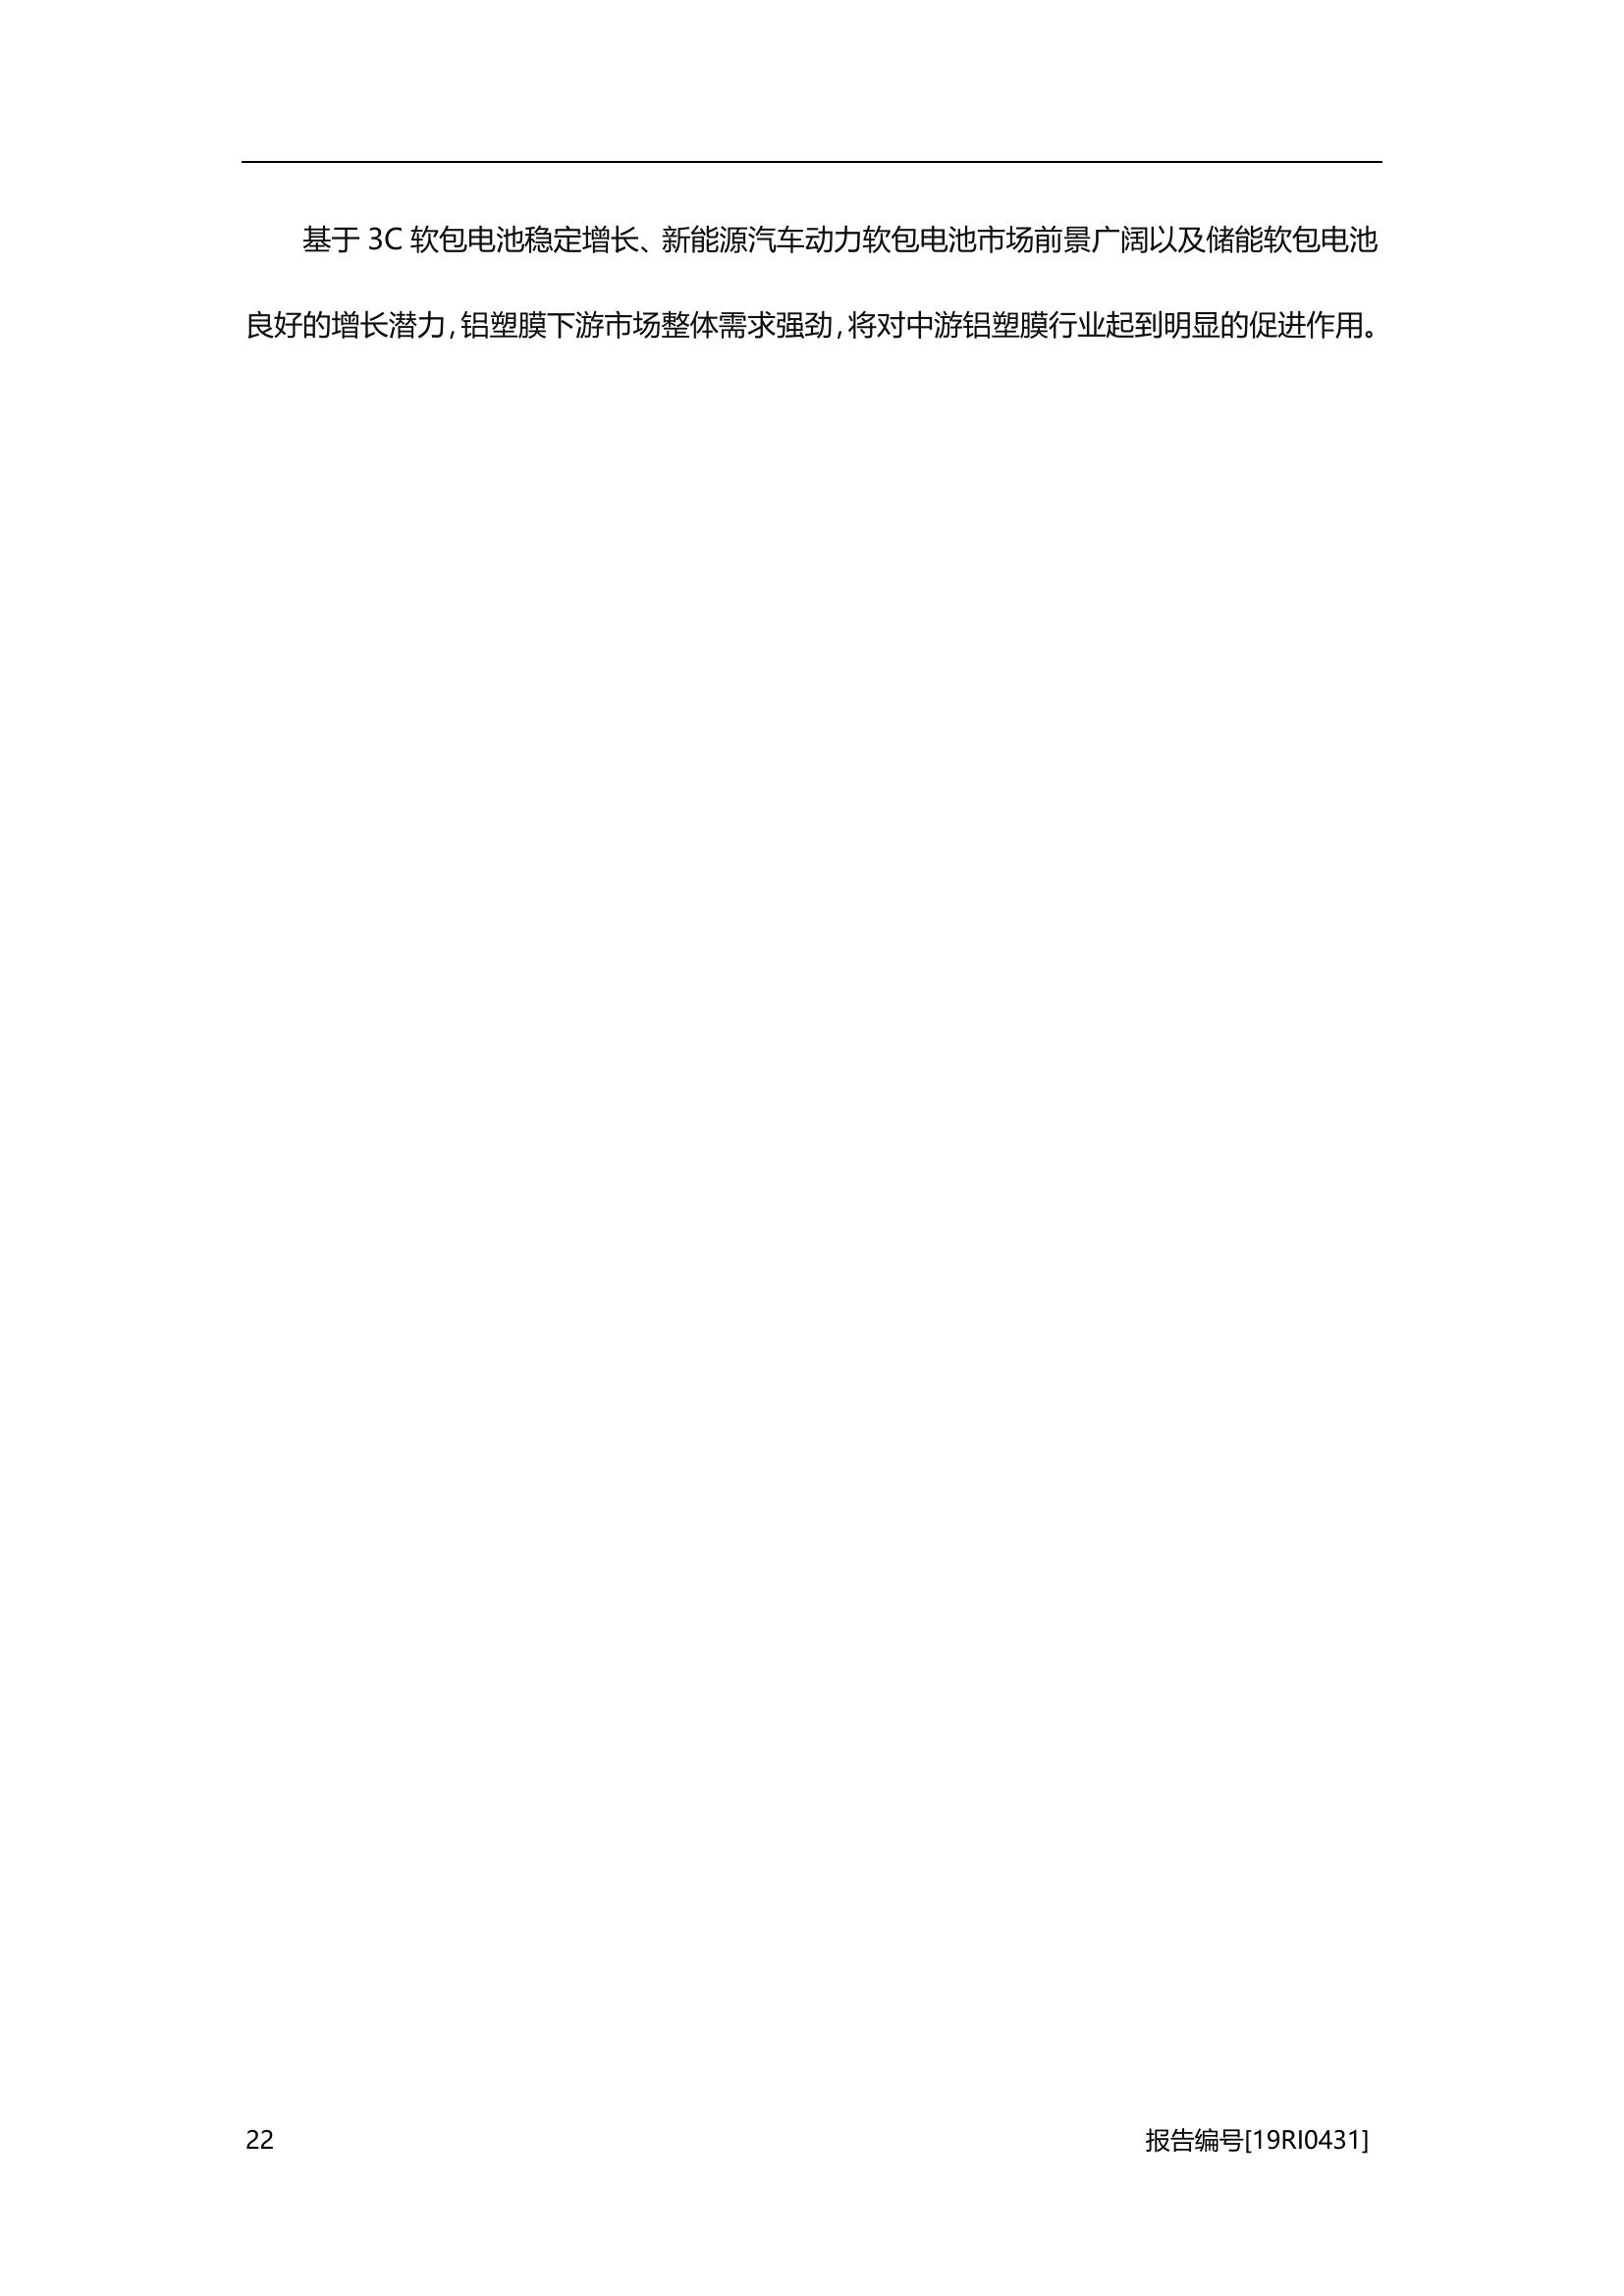 基于 3C 软包电池稳定增长、新能源汽车动力软包电池市场前景广阔以及储能软包电池
良好的增长潜力，铝塑膜下游市场整体需求强劲，将对中游铝塑膜行业起到明显的促进作用。
22 报告编号[19RI0431]